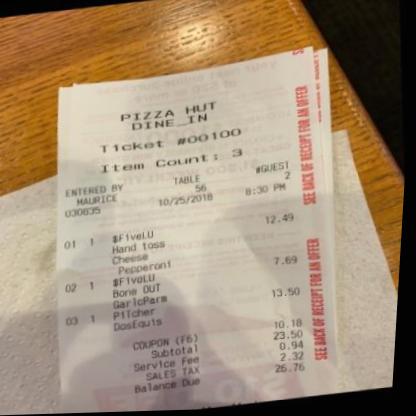 PIZZA HUT
DINE_IN
Ticket #00100
Item Count: 3
ENTERED BY TABLE #GUEST
MAURICE 56 2
030835 10/25/2018 8:30 PM
12.49
01 1 $FiveLU
Hand toss
Cheese
Pepperoni 7.69
02 1 $FiveLU
Bone OUT
GarlcParm 13.50
03 1 Pitcher
DosEquis
COUPON (F6) 10.18
Subtotal 23.50
Service Fee 0.94
SALES TAX 2.32
Balance Due 26.76
SEE BACK OF RECEIPT FOR AN OFFER
SEE BACK OF RECEIPT FOR AN OFFER